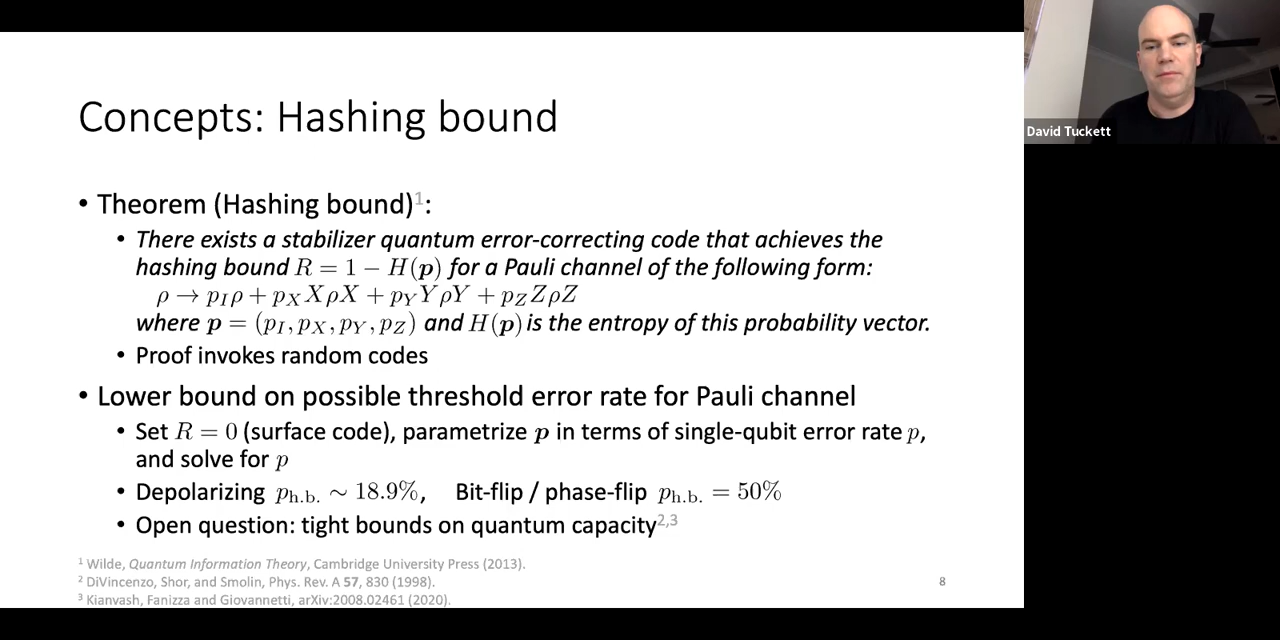 Concepts: Hashing bound
David Tuckett
• Theorem (Hashing bound)¹:
• There exists a stabilizer quantum error-correcting code that achieves the
hashing bound R = 1 − H(p) for a Pauli channel of the following form:
ρ → p_I ρ + p_X XρX + p_Y YρY + p_Z ZρZ
where p = (p_I, p_X, p_Y, p_Z) and H(p) is the entropy of this probability vector.
• Proof invokes random codes
• Lower bound on possible threshold error rate for Pauli channel
• Set R = 0 (surface code), parametrize p in terms of single-qubit error rate p,
and solve for p
• Depolarizing p_h.b. ∼ 18.9%, Bit-flip / phase-flip p_h.b. = 50%
• Open question: tight bounds on quantum capacity²,³
¹ Wilde, Quantum Information Theory, Cambridge University Press (2013).
² DiVincenzo, Shor, and Smolin, Phys. Rev. A 57, 830 (1998).
³ Kianvash, Fanizza and Giovannetti, arXiv:2008.02461 (2020).
8